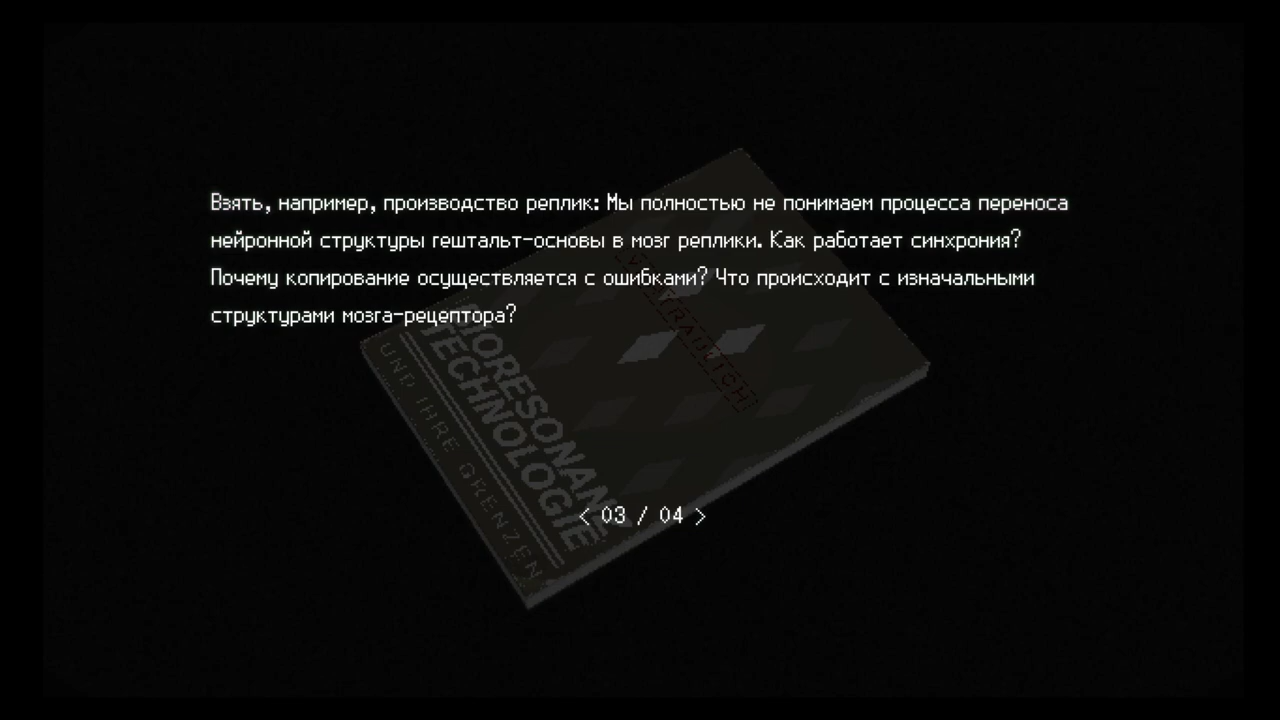 Взять, например, производство реплик: Мы полностью не понимаем процесса переноса
нейронной структуры гештальт-основы в мозг реплики. Как работает синхрония?
Почему копирование осуществляется с ошибками? Что происходит с изначальными
структурами мозга-рецептора?
TECHNOLOGIE
UND IHRE GRENZEN
< 03 / 04 >